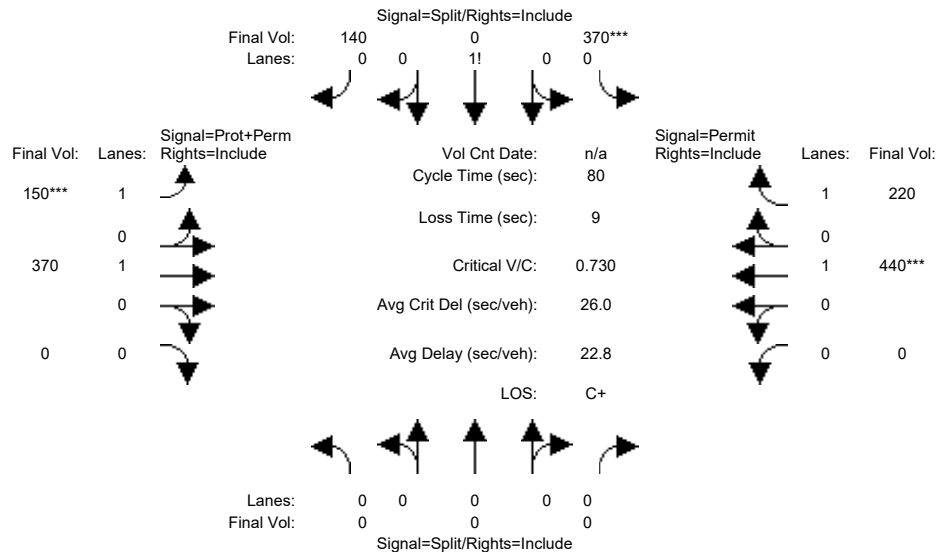 Signal=Split/Rights=Include
Final Vol: 140 0 370***
Lanes: 0 0 1! 0 0
Signal=Prot+Perm Signal=Permit
Final Vol: Lanes: Rights=Include Vol Cnt Date: n/a Rights=Include Lanes: Final Vol:
Cycle Time (sec): 80
150*** 1 1 220
Loss Time (sec): 9
0 0
370 1 Critical V/C: 0.730 1 440***
0 Avg Crit Del (sec/veh): 26.0 0
0 0 Avg Delay (sec/veh): 22.8 0 0
LOS: C+
Lanes: 0 0 0 0 0
Final Vol: 0 0 0
Signal=Split/Rights=Include